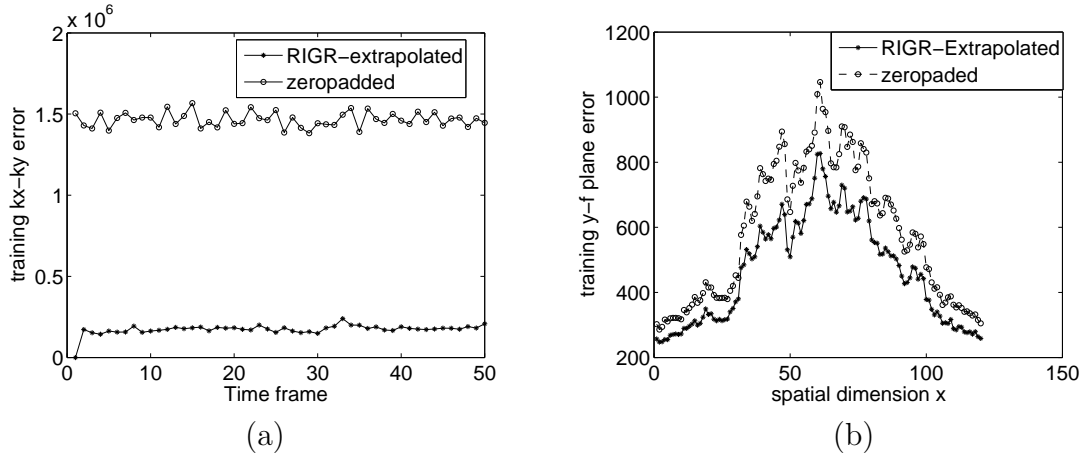 x 10^6
2
1.5
1
0.5
0
training kx-ky error
RIGR-extrapolated
zeropadded
0 10 20 30 40 50
Time frame
(a)
1200
1000
800
600
400
200
training y-f plane error
RIGR-Extrapolated
zeropaded
0 50 100 150
spatial dimension x
(b)